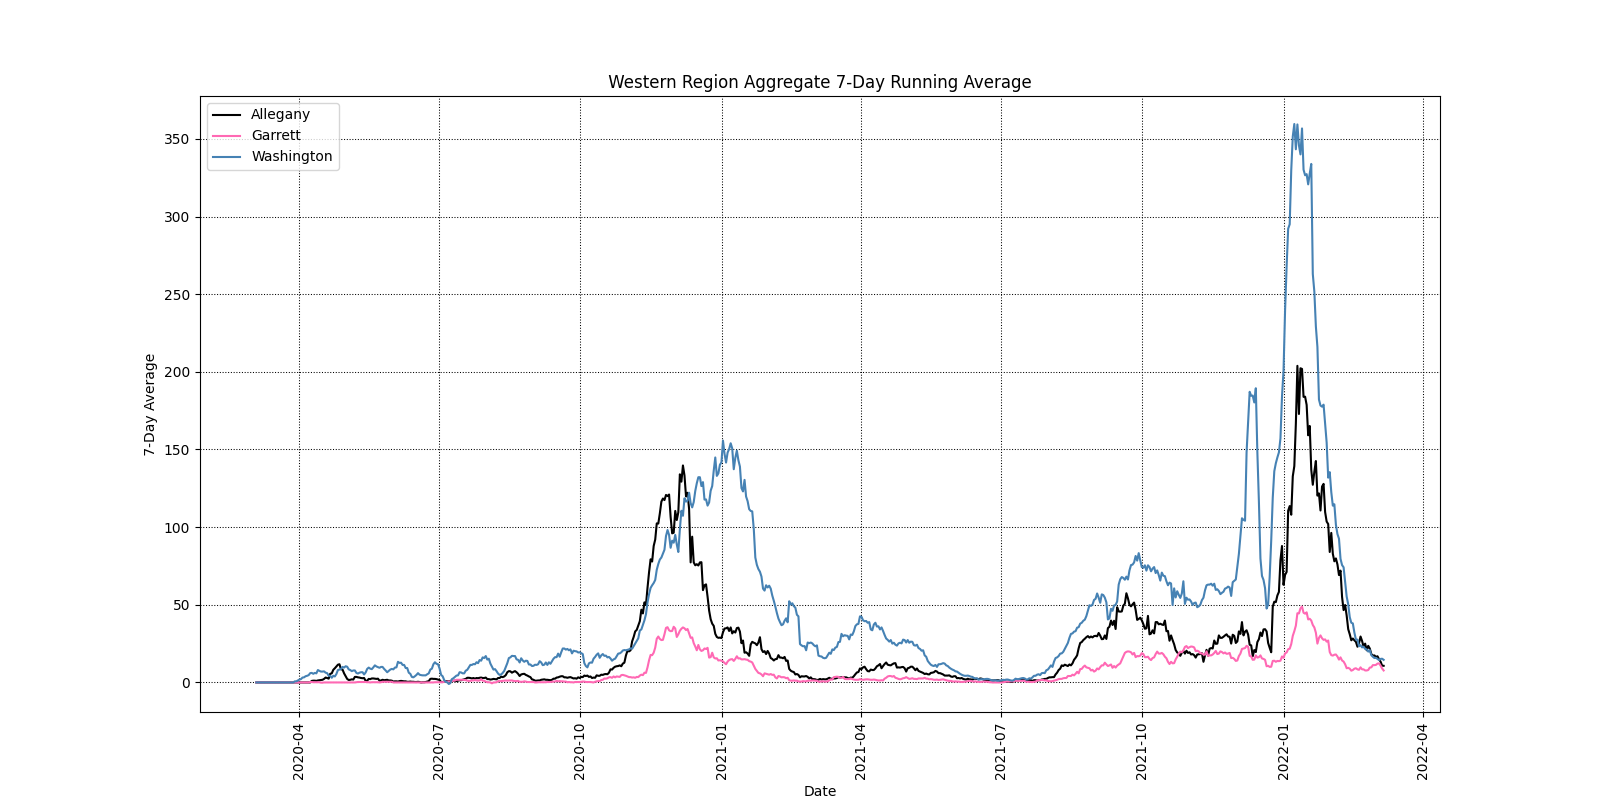 Western Region Aggregate 7-Day Running Average
Allegany
Garrett
Washington
7-Day Average
350
300
250
200
150
100
50
0
2020-04
2020-07
2020-10
2021-01
2021-04
2021-07
2021-10
2022-01
2022-04
Date